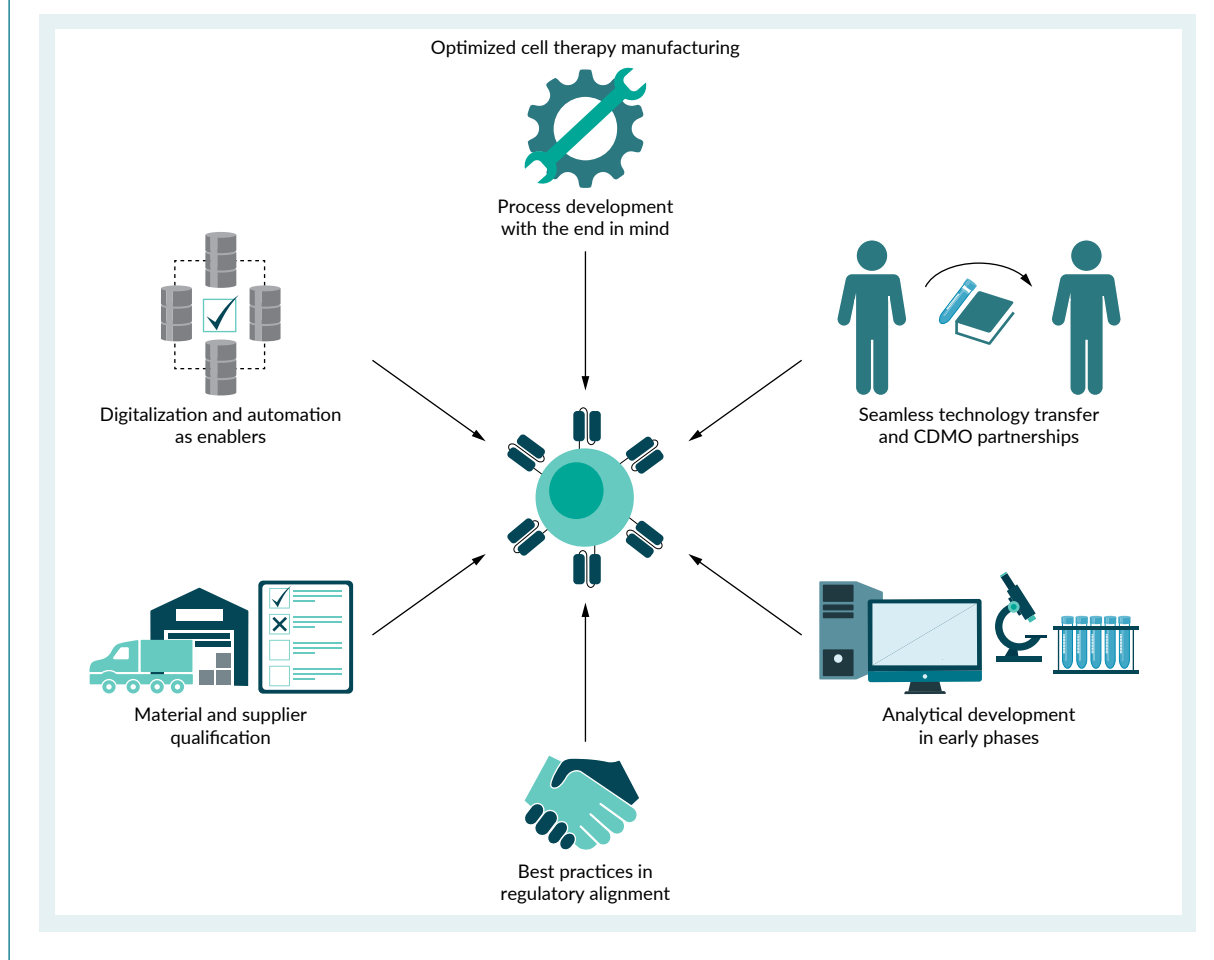 Optimized cell therapy manufacturing
Process development
with the end in mind
Digitalization and automation
as enablers
Seamless technology transfer
and CDMO partnerships
Material and supplier
qualification
Analytical development
in early phases
Best practices in
regulatory alignment